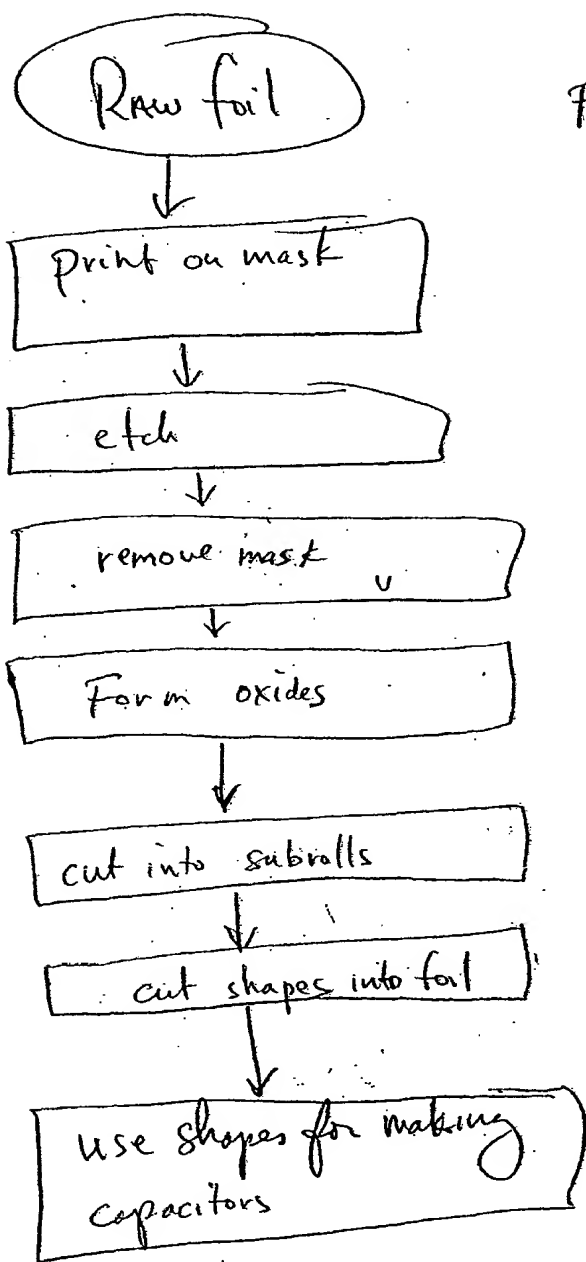 Raw foil
print on mask
etch
remove mask
Form oxides
cut into subrolls
cut shapes into foil
use shapes for making
capacitors